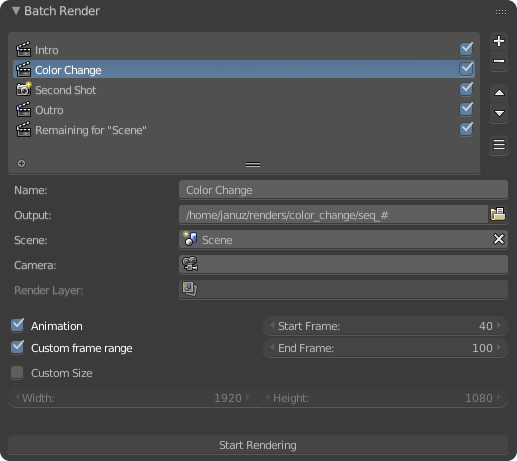 Batch Render
Intro
Color Change
Second Shot
Outro
Remaining for "Scene"
Name: Color Change
Output: /home/januz/renders/color_change/seq_#
Scene: Scene
Camera:
Render Layer:
Animation Start Frame: 40
Custom frame range End Frame: 100
Custom Size
Width: 1920 Height: 1080
Start Rendering